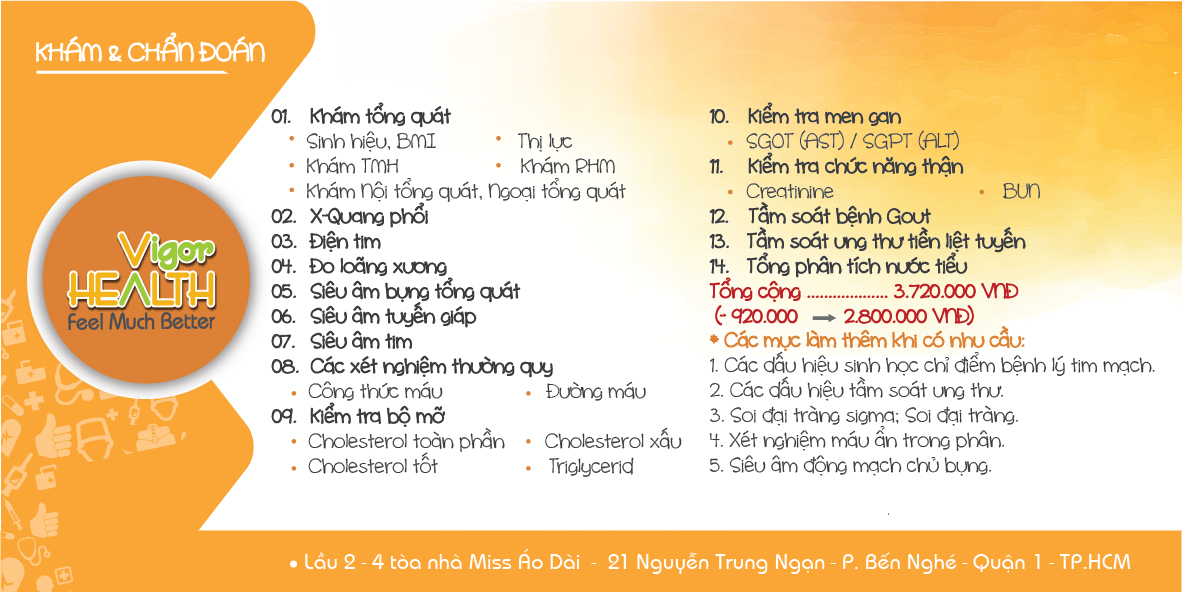 KHÁM & CHẨN ĐOÁN
Vigor
HEALTH
Feel Much Better
01. Khám tổng quát
• Sinh hiệu, BMI • Thị lực
• Khám TMH • Khám RHM
• Khám Nội tổng quát, Ngoại tổng quát
02. X-Quang phổi
03. Điện tim
04. Đo loãng xương
05. Siêu âm bụng tổng quát
06. Siêu âm tuyến giáp
07. Siêu âm tim
08. Các xét nghiệm thường quy
• Công thức máu • Đường máu
09. Kiểm tra bộ mỡ
• Cholesterol toàn phần • Cholesterol xấu
• Cholesterol tốt • Triglycerid
10. Kiểm tra men gan
• SGOT (AST) / SGPT (ALT)
11. Kiểm tra chức năng thận
• Creatinine • BUN
12. Tầm soát bệnh Gout
13. Tầm soát ung thư tiền liệt tuyến
14. Tổng phân tích nước tiểu
Tổng cộng .................... 3.720.000 VNĐ
(- 920.000 → 2.800.000 VNĐ)
* Các mục làm thêm khi có nhu cầu:
1. Các dấu hiệu sinh học chỉ điểm bệnh lý tim mạch.
2. Các dấu hiệu tầm soát ung thư.
3. Soi đại tràng sigma; Soi đại tràng.
4. Xét nghiệm máu ẩn trong phân.
5. Siêu âm động mạch chủ bụng.
• Lầu 2 - 4 tòa nhà Miss Áo Dài - 21 Nguyễn Trung Ngạn - P. Bến Nghé - Quận 1 - TP.HCM